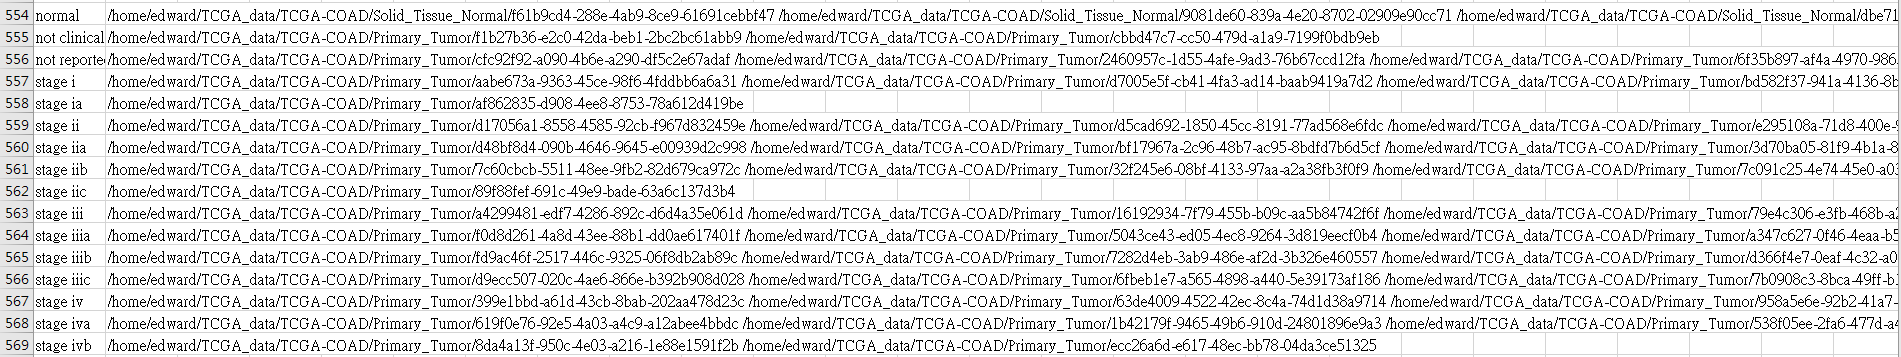 554 normal /home/edward/TCGA_data/TCGA-COAD/Solid_Tissue_Normal/f61b9cd4-288e-4ab9-8ce9-61691cebbf47 /home/edward/TCGA_data/TCGA-COAD/Solid_Tissue_Normal/9081de60-839a-4e20-8702-02909e90cc71 /home/edward/TCGA_data/TCGA-COAD/Solid_Tissue_Normal/dbe71
555 not clinical /home/edward/TCGA_data/TCGA-COAD/Primary_Tumor/f1b27b36-e2c0-42da-beb1-2bc2bc61abb9 /home/edward/TCGA_data/TCGA-COAD/Primary_Tumor/cbbd47c7-cc50-479d-a1a9-7199f0bdb9eb
556 not reporte /home/edward/TCGA_data/TCGA-COAD/Primary_Tumor/cfc92f92-a090-4b6e-a290-df5c2e67adaf /home/edward/TCGA_data/TCGA-COAD/Primary_Tumor/2460957c-1d55-4afe-9ad3-76b67ccd12fa /home/edward/TCGA_data/TCGA-COAD/Primary_Tumor/6f35b897-af4a-4970-986
557 stage i /home/edward/TCGA_data/TCGA-COAD/Primary_Tumor/aabe673a-9363-45ce-98f6-4fddbb6a6a31 /home/edward/TCGA_data/TCGA-COAD/Primary_Tumor/d7005e5f-cb41-4fa3-ad14-baab9419a7d2 /home/edward/TCGA_data/TCGA-COAD/Primary_Tumor/bd582f37-941a-4136-8b
558 stage ia /home/edward/TCGA_data/TCGA-COAD/Primary_Tumor/af862835-d908-4ee8-8753-78a612d419be
559 stage ii /home/edward/TCGA_data/TCGA-COAD/Primary_Tumor/d17056a1-8558-4585-92cb-f967d832459e /home/edward/TCGA_data/TCGA-COAD/Primary_Tumor/d5cad692-1850-45cc-8191-77ad568e6fdc /home/edward/TCGA_data/TCGA-COAD/Primary_Tumor/e295108a-71d8-400e-9
560 stage iia /home/edward/TCGA_data/TCGA-COAD/Primary_Tumor/d48bf8d4-090b-4646-9645-e00939d2c998 /home/edward/TCGA_data/TCGA-COAD/Primary_Tumor/bf17967a-2c96-48b7-ac95-8bdfd7b6d5cf /home/edward/TCGA_data/TCGA-COAD/Primary_Tumor/3d70ba05-81f9-4b1a-8
561 stage iib /home/edward/TCGA_data/TCGA-COAD/Primary_Tumor/7c60cbcb-5511-48ee-9fb2-82d679ca972c /home/edward/TCGA_data/TCGA-COAD/Primary_Tumor/32f245e6-08bf-4133-97aa-a2a38fb3f0f9 /home/edward/TCGA_data/TCGA-COAD/Primary_Tumor/7c091c25-4e74-45e0-a03
562 stage iic /home/edward/TCGA_data/TCGA-COAD/Primary_Tumor/89f88fef-691c-49e9-bade-63a6c137d3b4
563 stage iii /home/edward/TCGA_data/TCGA-COAD/Primary_Tumor/a4299481-edf7-4286-892c-d6d4a35e061d /home/edward/TCGA_data/TCGA-COAD/Primary_Tumor/16192934-7f79-455b-b09c-aa5b84742f6f /home/edward/TCGA_data/TCGA-COAD/Primary_Tumor/79e4c306-e3fb-468b-a2
564 stage iiia /home/edward/TCGA_data/TCGA-COAD/Primary_Tumor/f0d8d261-4a8d-43ee-88b1-dd0ae617401f /home/edward/TCGA_data/TCGA-COAD/Primary_Tumor/5043ce43-ed05-4ec8-9264-3d819eecf0b4 /home/edward/TCGA_data/TCGA-COAD/Primary_Tumor/a347c627-0f46-4eaa-b5
565 stage iiib /home/edward/TCGA_data/TCGA-COAD/Primary_Tumor/fd9ac46f-2517-446c-9325-06f8db2ab89c /home/edward/TCGA_data/TCGA-COAD/Primary_Tumor/7282d4eb-3ab9-486e-af2d-3b326e460557 /home/edward/TCGA_data/TCGA-COAD/Primary_Tumor/d366f4e7-0eaf-4c32-a0
566 stage iiic /home/edward/TCGA_data/TCGA-COAD/Primary_Tumor/d9ecc507-020c-4ae6-866e-b392b908d028 /home/edward/TCGA_data/TCGA-COAD/Primary_Tumor/6fbeb1e7-a565-4898-a440-5e39173af186 /home/edward/TCGA_data/TCGA-COAD/Primary_Tumor/7b0908c3-8bca-49ff-b
567 stage iv /home/edward/TCGA_data/TCGA-COAD/Primary_Tumor/399e1bbd-a61d-43cb-8bab-202aa478d23c /home/edward/TCGA_data/TCGA-COAD/Primary_Tumor/63de4009-4522-42ec-8c4a-74d1d38a9714 /home/edward/TCGA_data/TCGA-COAD/Primary_Tumor/958a5e6e-92b2-41a7-
568 stage iva /home/edward/TCGA_data/TCGA-COAD/Primary_Tumor/619f0e76-92e5-4a03-a4c9-a12abee4bbdc /home/edward/TCGA_data/TCGA-COAD/Primary_Tumor/1b42179f-9465-49b6-910d-24801896e9a3 /home/edward/TCGA_data/TCGA-COAD/Primary_Tumor/538f05ee-2fa6-477d-a4
569 stage ivb /home/edward/TCGA_data/TCGA-COAD/Primary_Tumor/8da4a13f-950c-4e03-a216-1e88e1591f2b /home/edward/TCGA_data/TCGA-COAD/Primary_Tumor/ecc26a6d-e617-48ec-bb78-04da3ce51325